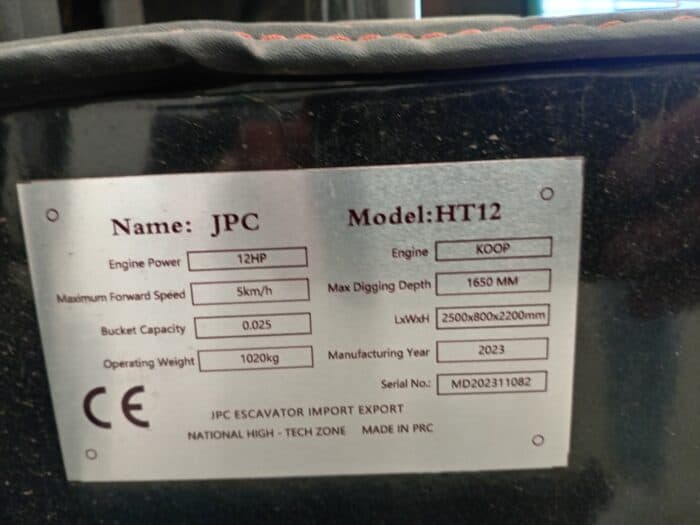 Name: JPC Model:HT12
Engine Power 12HP Engine KOOP
Maximum Forward Speed 5km/h Max Digging Depth 1650 MM
Bucket Capacity 0.025 LxWxH 2500x800x2200mm
Operating Weight 1020kg Manufacturing Year 2023
Serial No.: MD202311082
CE
JPC ESCAVATOR IMPORT EXPORT
NATIONAL HIGH - TECH ZONE MADE IN PRC